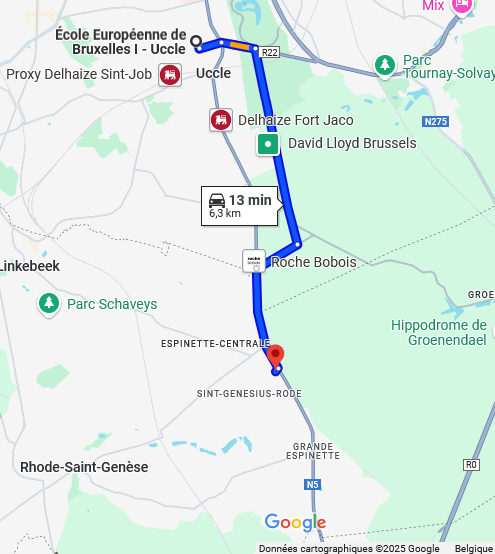 Mix
École Européenne de
Bruxelles I - Uccle
R22
Parc
Tournay-Solvay
Proxy Delhaize Sint-Job
Uccle
Delhaize Fort Jaco
N275
David Lloyd Brussels
13 min
6,3 km
roche
Roche Bobois
Linkebeek
Parc Schaveys
GROE
Hippodrome de
Groenendael
ESPINETTE-CENTRALE
SINT-GENESIUS-RODE
GRANDE
ESPINETTE
Rhode-Saint-Genèse
R0
N5
Google
Données cartographiques ©2025 Google
Belgique